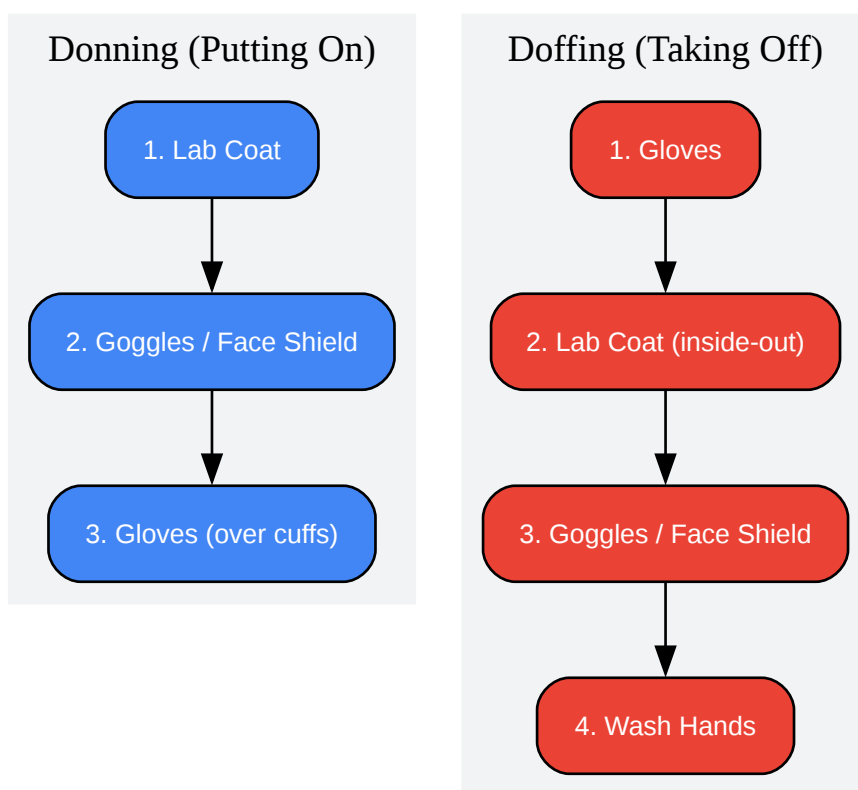 Donning (Putting On)
1. Lab Coat
2. Goggles / Face Shield
3. Gloves (over cuffs)
Doffing (Taking Off)
1. Gloves
2. Lab Coat (inside-out)
3. Goggles / Face Shield
4. Wash Hands